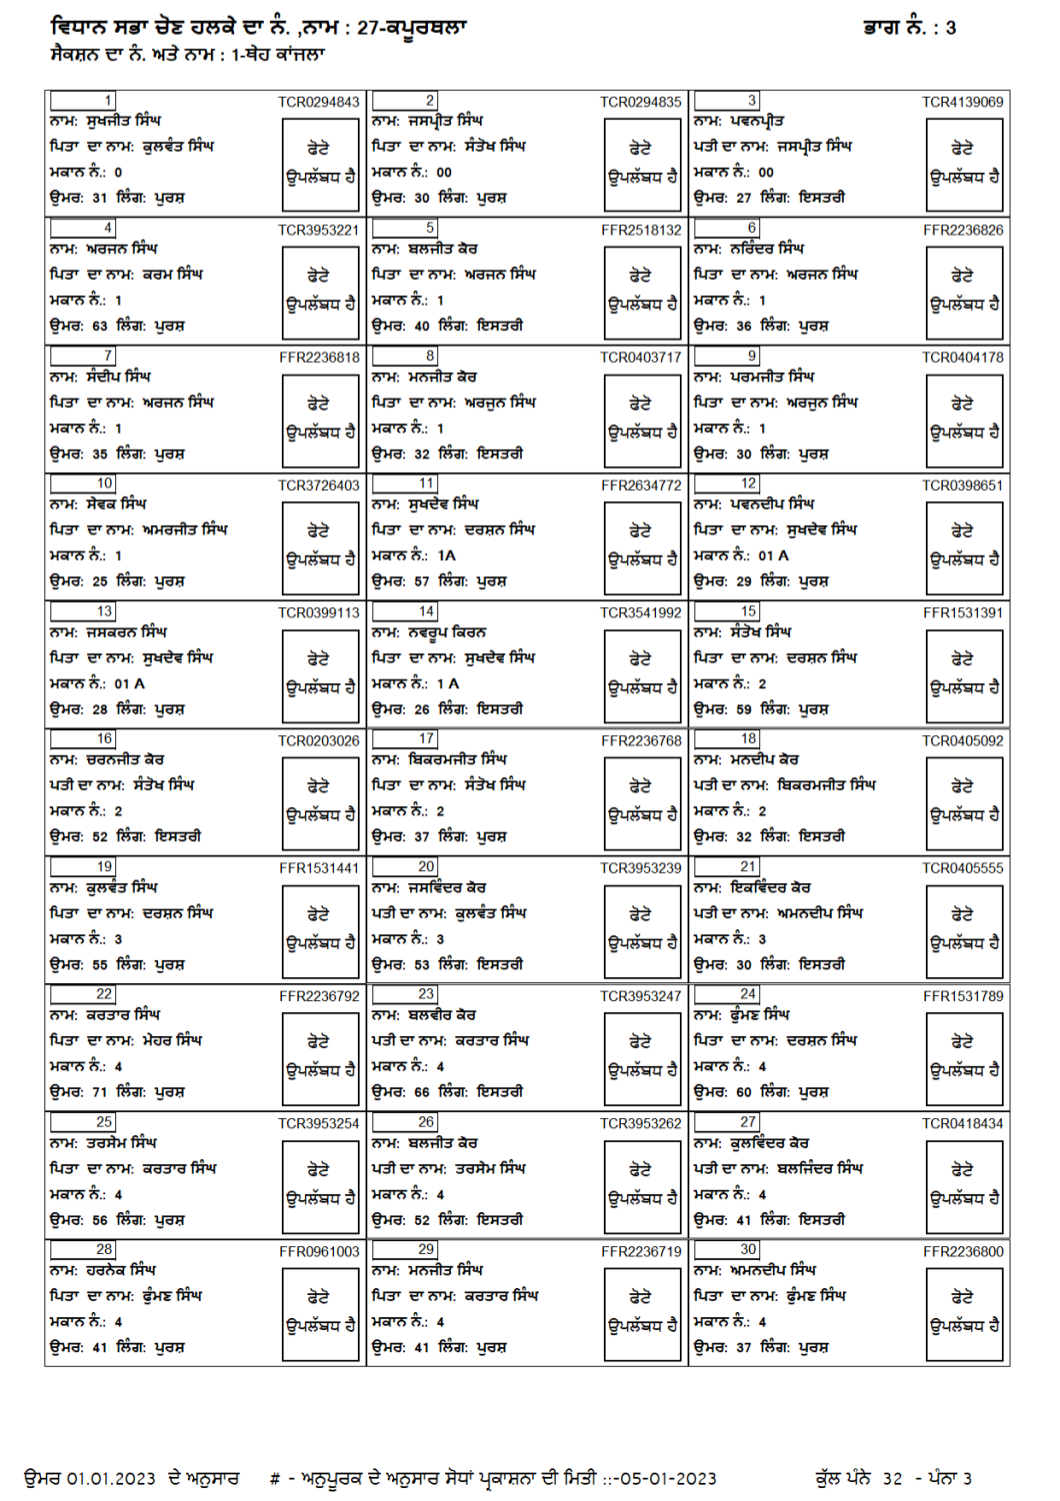 ਵਿਧਾਨ ਸਭਾ ਚੋਣ ਹਲਕੇ ਦਾ ਨੰ. ,ਨਾਮ : 27-ਕਪੂਰਥਲਾ ਭਾਗ ਨੰ. : 3
ਸੈਕਸ਼ਨ ਦਾ ਨੰ. ਅਤੇ ਨਾਮ : 1-ਥੇਹ ਕਾਂਜਲਾ
1 TCR0294843 2 TCR0294835 3 TCR4139069
ਨਾਮ: ਸੁਖਜੀਤ ਸਿੰਘ ਨਾਮ: ਜਸਪ੍ਰੀਤ ਸਿੰਘ ਨਾਮ: ਪਵਨਪ੍ਰੀਤ
ਪਿਤਾ ਦਾ ਨਾਮ: ਕੁਲਵੰਤ ਸਿੰਘ ਫੋਟੋ ਪਿਤਾ ਦਾ ਨਾਮ: ਸੰਤੋਖ ਸਿੰਘ ਫੋਟੋ ਪਤੀ ਦਾ ਨਾਮ: ਜਸਪ੍ਰੀਤ ਸਿੰਘ ਫੋਟੋ
ਮਕਾਨ ਨੰ.: 0 ਉਪਲੱਬਧ ਹੈ ਮਕਾਨ ਨੰ.: 00 ਉਪਲੱਬਧ ਹੈ ਮਕਾਨ ਨੰ.: 00 ਉਪਲੱਬਧ ਹੈ
ਉਮਰ: 31 ਲਿੰਗ: ਪੁਰਸ਼ ਉਮਰ: 30 ਲਿੰਗ: ਪੁਰਸ਼ ਉਮਰ: 27 ਲਿੰਗ: ਇਸਤਰੀ
4 TCR3953221 5 FFR2518132 6 FFR2236826
ਨਾਮ: ਅਰਜਨ ਸਿੰਘ ਨਾਮ: ਬਲਜੀਤ ਕੋਰ ਨਾਮ: ਨਰਿੰਦਰ ਸਿੰਘ
ਪਿਤਾ ਦਾ ਨਾਮ: ਕਰਮ ਸਿੰਘ ਫੋਟੋ ਪਿਤਾ ਦਾ ਨਾਮ: ਅਰਜਨ ਸਿੰਘ ਫੋਟੋ ਪਿਤਾ ਦਾ ਨਾਮ: ਅਰਜਨ ਸਿੰਘ ਫੋਟੋ
ਮਕਾਨ ਨੰ.: 1 ਉਪਲੱਬਧ ਹੈ ਮਕਾਨ ਨੰ.: 1 ਉਪਲੱਬਧ ਹੈ ਮਕਾਨ ਨੰ.: 1 ਉਪਲੱਬਧ ਹੈ
ਉਮਰ: 63 ਲਿੰਗ: ਪੁਰਸ਼ ਉਮਰ: 40 ਲਿੰਗ: ਇਸਤਰੀ ਉਮਰ: 36 ਲਿੰਗ: ਪੁਰਸ਼
7 FFR2236818 8 TCR0403717 9 TCR0404178
ਨਾਮ: ਸੰਦੀਪ ਸਿੰਘ ਨਾਮ: ਮਨਜੀਤ ਕੋਰ ਨਾਮ: ਪਰਮਜੀਤ ਸਿੰਘ
ਪਿਤਾ ਦਾ ਨਾਮ: ਅਰਜਨ ਸਿੰਘ ਫੋਟੋ ਪਿਤਾ ਦਾ ਨਾਮ: ਅਰਜੁਨ ਸਿੰਘ ਫੋਟੋ ਪਿਤਾ ਦਾ ਨਾਮ: ਅਰਜੁਨ ਸਿੰਘ ਫੋਟੋ
ਮਕਾਨ ਨੰ.: 1 ਉਪਲੱਬਧ ਹੈ ਮਕਾਨ ਨੰ.: 1 ਉਪਲੱਬਧ ਹੈ ਮਕਾਨ ਨੰ.: 1 ਉਪਲੱਬਧ ਹੈ
ਉਮਰ: 35 ਲਿੰਗ: ਪੁਰਸ਼ ਉਮਰ: 32 ਲਿੰਗ: ਇਸਤਰੀ ਉਮਰ: 30 ਲਿੰਗ: ਪੁਰਸ਼
10 TCR3726403 11 FFR2634772 12 TCR0398651
ਨਾਮ: ਸੇਵਕ ਸਿੰਘ ਨਾਮ: ਸੁਖਦੇਵ ਸਿੰਘ ਨਾਮ: ਪਵਨਦੀਪ ਸਿੰਘ
ਪਿਤਾ ਦਾ ਨਾਮ: ਅਮਰਜੀਤ ਸਿੰਘ ਫੋਟੋ ਪਿਤਾ ਦਾ ਨਾਮ: ਦਰਸ਼ਨ ਸਿੰਘ ਫੋਟੋ ਪਿਤਾ ਦਾ ਨਾਮ: ਸੁਖਦੇਵ ਸਿੰਘ ਫੋਟੋ
ਮਕਾਨ ਨੰ.: 1 ਉਪਲੱਬਧ ਹੈ ਮਕਾਨ ਨੰ.: 1A ਉਪਲੱਬਧ ਹੈ ਮਕਾਨ ਨੰ.: 01 A ਉਪਲੱਬਧ ਹੈ
ਉਮਰ: 25 ਲਿੰਗ: ਪੁਰਸ਼ ਉਮਰ: 57 ਲਿੰਗ: ਪੁਰਸ਼ ਉਮਰ: 29 ਲਿੰਗ: ਪੁਰਸ਼
13 TCR0399113 14 TCR3541992 15 FFR1531391
ਨਾਮ: ਜਸਕਰਨ ਸਿੰਘ ਨਾਮ: ਨਵਰੂਪ ਕਿਰਨ ਨਾਮ: ਸੰਤੋਖ ਸਿੰਘ
ਪਿਤਾ ਦਾ ਨਾਮ: ਸੁਖਦੇਵ ਸਿੰਘ ਫੋਟੋ ਪਿਤਾ ਦਾ ਨਾਮ: ਸੁਖਦੇਵ ਸਿੰਘ ਫੋਟੋ ਪਿਤਾ ਦਾ ਨਾਮ: ਦਰਸ਼ਨ ਸਿੰਘ ਫੋਟੋ
ਮਕਾਨ ਨੰ.: 01 A ਉਪਲੱਬਧ ਹੈ ਮਕਾਨ ਨੰ.: 1 A ਉਪਲੱਬਧ ਹੈ ਮਕਾਨ ਨੰ.: 2 ਉਪਲੱਬਧ ਹੈ
ਉਮਰ: 28 ਲਿੰਗ: ਪੁਰਸ਼ ਉਮਰ: 26 ਲਿੰਗ: ਇਸਤਰੀ ਉਮਰ: 59 ਲਿੰਗ: ਪੁਰਸ਼
16 TCR0203026 17 FFR2236768 18 TCR0405092
ਨਾਮ: ਚਰਨਜੀਤ ਕੋਰ ਨਾਮ: ਬਿਕਰਮਜੀਤ ਸਿੰਘ ਨਾਮ: ਮਨਦੀਪ ਕੋਰ
ਪਤੀ ਦਾ ਨਾਮ: ਸੰਤੋਖ ਸਿੰਘ ਫੋਟੋ ਪਿਤਾ ਦਾ ਨਾਮ: ਸੰਤੋਖ ਸਿੰਘ ਫੋਟੋ ਪਤੀ ਦਾ ਨਾਮ: ਬਿਕਰਮਜੀਤ ਸਿੰਘ ਫੋਟੋ
ਮਕਾਨ ਨੰ.: 2 ਉਪਲੱਬਧ ਹੈ ਮਕਾਨ ਨੰ.: 2 ਉਪਲੱਬਧ ਹੈ ਮਕਾਨ ਨੰ.: 2 ਉਪਲੱਬਧ ਹੈ
ਉਮਰ: 52 ਲਿੰਗ: ਇਸਤਰੀ ਉਮਰ: 37 ਲਿੰਗ: ਪੁਰਸ਼ ਉਮਰ: 32 ਲਿੰਗ: ਇਸਤਰੀ
19 FFR1531441 20 TCR3953239 21 TCR0405555
ਨਾਮ: ਕੁਲਵੰਤ ਸਿੰਘ ਨਾਮ: ਜਸਵਿੰਦਰ ਕੋਰ ਨਾਮ: ਇਕਵਿੰਦਰ ਕੋਰ
ਪਿਤਾ ਦਾ ਨਾਮ: ਦਰਸ਼ਨ ਸਿੰਘ ਫੋਟੋ ਪਤੀ ਦਾ ਨਾਮ: ਕੁਲਵੰਤ ਸਿੰਘ ਫੋਟੋ ਪਤੀ ਦਾ ਨਾਮ: ਅਮਨਦੀਪ ਸਿੰਘ ਫੋਟੋ
ਮਕਾਨ ਨੰ.: 3 ਉਪਲੱਬਧ ਹੈ ਮਕਾਨ ਨੰ.: 3 ਉਪਲੱਬਧ ਹੈ ਮਕਾਨ ਨੰ.: 3 ਉਪਲੱਬਧ ਹੈ
ਉਮਰ: 55 ਲਿੰਗ: ਪੁਰਸ਼ ਉਮਰ: 53 ਲਿੰਗ: ਇਸਤਰੀ ਉਮਰ: 30 ਲਿੰਗ: ਇਸਤਰੀ
22 FFR2236792 23 TCR3953247 24 FFR1531789
ਨਾਮ: ਕਰਤਾਰ ਸਿੰਘ ਨਾਮ: ਬਲਵੀਰ ਕੋਰ ਨਾਮ: ਫੁੰਮਣ ਸਿੰਘ
ਪਿਤਾ ਦਾ ਨਾਮ: ਮੇਹਰ ਸਿੰਘ ਫੋਟੋ ਪਤੀ ਦਾ ਨਾਮ: ਕਰਤਾਰ ਸਿੰਘ ਫੋਟੋ ਪਿਤਾ ਦਾ ਨਾਮ: ਦਰਸ਼ਨ ਸਿੰਘ ਫੋਟੋ
ਮਕਾਨ ਨੰ.: 4 ਉਪਲੱਬਧ ਹੈ ਮਕਾਨ ਨੰ.: 4 ਉਪਲੱਬਧ ਹੈ ਮਕਾਨ ਨੰ.: 4 ਉਪਲੱਬਧ ਹੈ
ਉਮਰ: 71 ਲਿੰਗ: ਪੁਰਸ਼ ਉਮਰ: 66 ਲਿੰਗ: ਇਸਤਰੀ ਉਮਰ: 60 ਲਿੰਗ: ਪੁਰਸ਼
25 TCR3953254 26 TCR3953262 27 TCR0418434
ਨਾਮ: ਤਰਸੇਮ ਸਿੰਘ ਨਾਮ: ਬਲਜੀਤ ਕੋਰ ਨਾਮ: ਕੁਲਵਿੰਦਰ ਕੋਰ
ਪਿਤਾ ਦਾ ਨਾਮ: ਕਰਤਾਰ ਸਿੰਘ ਫੋਟੋ ਪਤੀ ਦਾ ਨਾਮ: ਤਰਸੇਮ ਸਿੰਘ ਫੋਟੋ ਪਤੀ ਦਾ ਨਾਮ: ਬਲਜਿੰਦਰ ਸਿੰਘ ਫੋਟੋ
ਮਕਾਨ ਨੰ.: 4 ਉਪਲੱਬਧ ਹੈ ਮਕਾਨ ਨੰ.: 4 ਉਪਲੱਬਧ ਹੈ ਮਕਾਨ ਨੰ.: 4 ਉਪਲੱਬਧ ਹੈ
ਉਮਰ: 56 ਲਿੰਗ: ਪੁਰਸ਼ ਉਮਰ: 52 ਲਿੰਗ: ਇਸਤਰੀ ਉਮਰ: 41 ਲਿੰਗ: ਇਸਤਰੀ
28 FFR0961003 29 FFR2236719 30 FFR2236800
ਨਾਮ: ਹਰਨੇਕ ਸਿੰਘ ਨਾਮ: ਮਨਜੀਤ ਸਿੰਘ ਨਾਮ: ਅਮਨਦੀਪ ਸਿੰਘ
ਪਿਤਾ ਦਾ ਨਾਮ: ਫੁੰਮਣ ਸਿੰਘ ਫੋਟੋ ਪਿਤਾ ਦਾ ਨਾਮ: ਕਰਤਾਰ ਸਿੰਘ ਫੋਟੋ ਪਿਤਾ ਦਾ ਨਾਮ: ਫੁੰਮਣ ਸਿੰਘ ਫੋਟੋ
ਮਕਾਨ ਨੰ.: 4 ਉਪਲੱਬਧ ਹੈ ਮਕਾਨ ਨੰ.: 4 ਉਪਲੱਬਧ ਹੈ ਮਕਾਨ ਨੰ.: 4 ਉਪਲੱਬਧ ਹੈ
ਉਮਰ: 41 ਲਿੰਗ: ਪੁਰਸ਼ ਉਮਰ: 41 ਲਿੰਗ: ਪੁਰਸ਼ ਉਮਰ: 37 ਲਿੰਗ: ਪੁਰਸ਼
ਉਮਰ 01.01.2023 ਦੇ ਅਨੁਸਾਰ # - ਅਨੁਪੂਰਕ ਦੇ ਅਨੁਸਾਰ ਸੋਧਾਂ ਪ੍ਰਕਾਸ਼ਨਾ ਦੀ ਮਿਤੀ ::-05-01-2023 ਕੁੱਲ ਪੰਨੇ 32 - ਪੰਨਾ 3